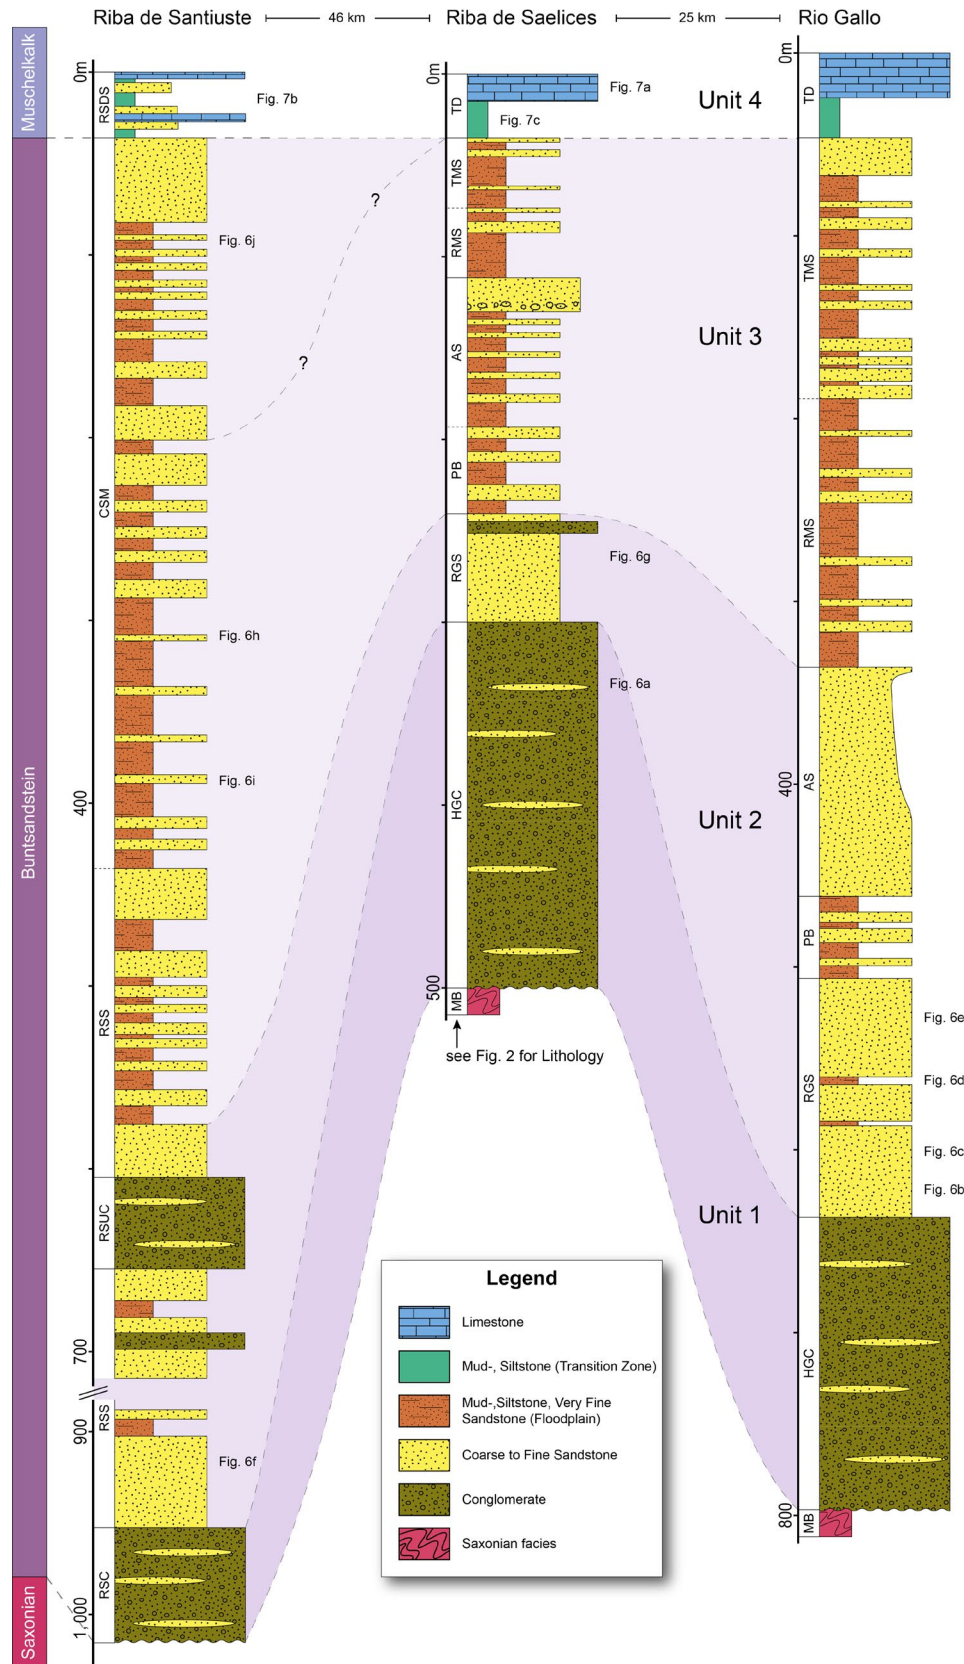 Riba de Santiuste
46 km
Riba de Saelices
25 km
Rio Gallo
Muschelkalk
Buntsandstein
Saxonian
0m
400
700
900
1,000
RSDS
CSM
RSS
RSUC
RSS
RSC
Fig. 7b
Fig. 6j
Fig. 6h
Fig. 6i
Fig. 6f
?
?
0m
500
TD
TMS
RMS
AS
PB
RGS
HGC
MB
Fig. 7a
Fig. 7c
Fig. 6g
Fig. 6a
see Fig. 2 for Lithology
Unit 4
Unit 3
Unit 2
Unit 1
0m
400
800
TD
TMS
RMS
AS
PB
RGS
HGC
MB
Fig. 6e
Fig. 6d
Fig. 6c
Fig. 6b
Legend
Limestone
Mud-, Siltstone (Transition Zone)
Mud-,Siltstone, Very Fine
Sandstone (Floodplain)
Coarse to Fine Sandstone
Conglomerate
Saxonian facies